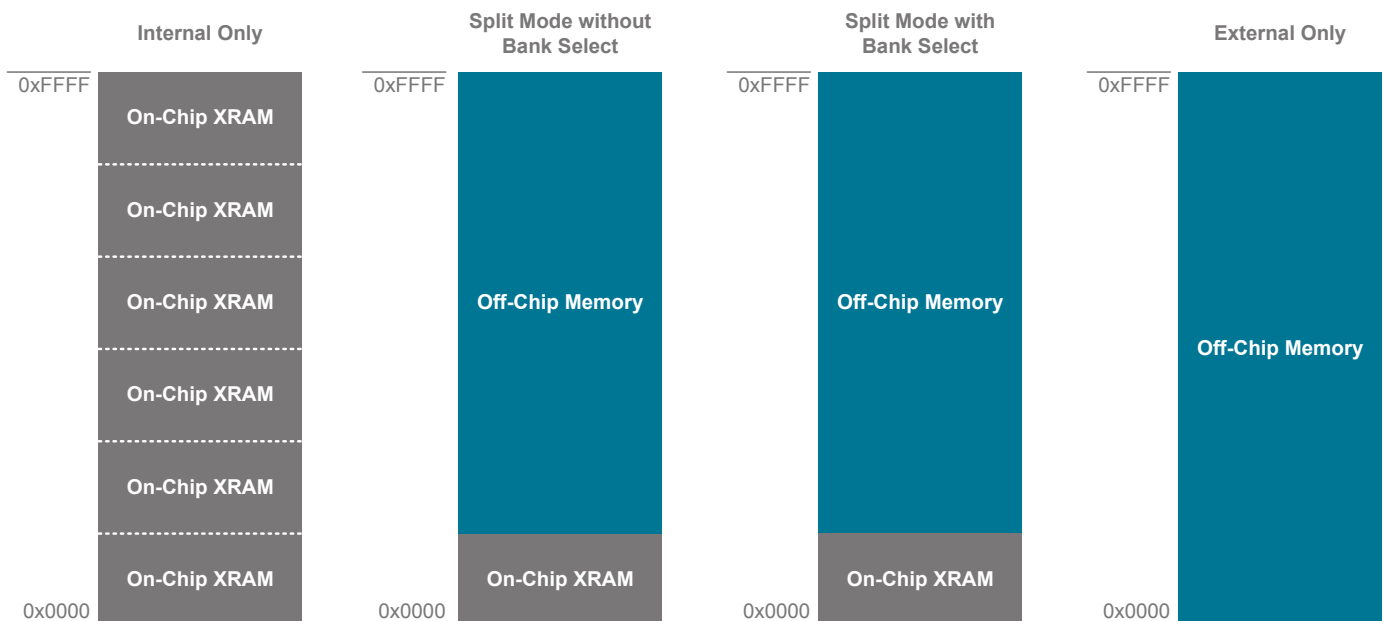 Internal Only
0xFFFF
On-Chip XRAM
On-Chip XRAM
On-Chip XRAM
On-Chip XRAM
On-Chip XRAM
On-Chip XRAM
0x0000
Split Mode without
Bank Select
0xFFFF
Off-Chip Memory
On-Chip XRAM
0x0000
Split Mode with
Bank Select
0xFFFF
Off-Chip Memory
On-Chip XRAM
0x0000
External Only
0xFFFF
Off-Chip Memory
0x0000